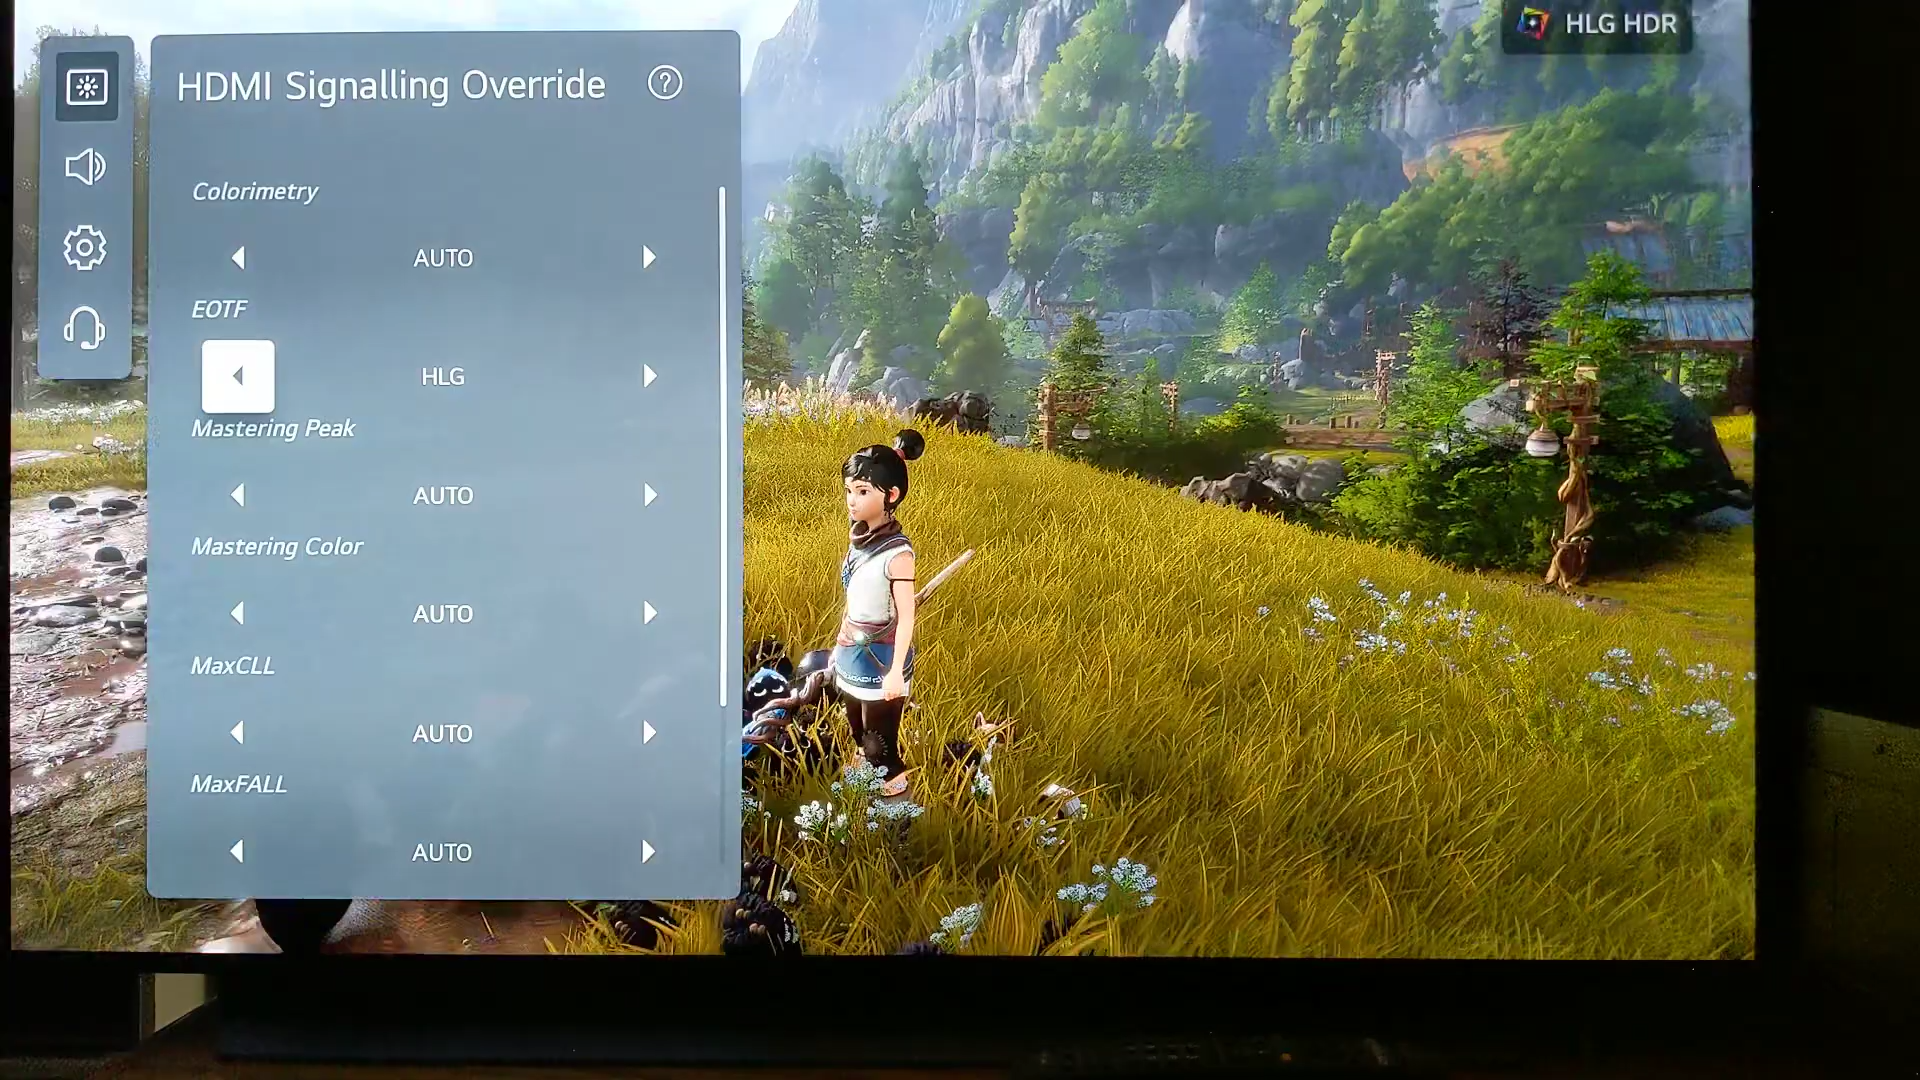 HLG HDR
HDMI Signalling Override
Colorimetry
AUTO
EOTF
HLG
Mastering Peak
AUTO
Mastering Color
AUTO
MaxCLL
AUTO
MaxFALL
AUTO